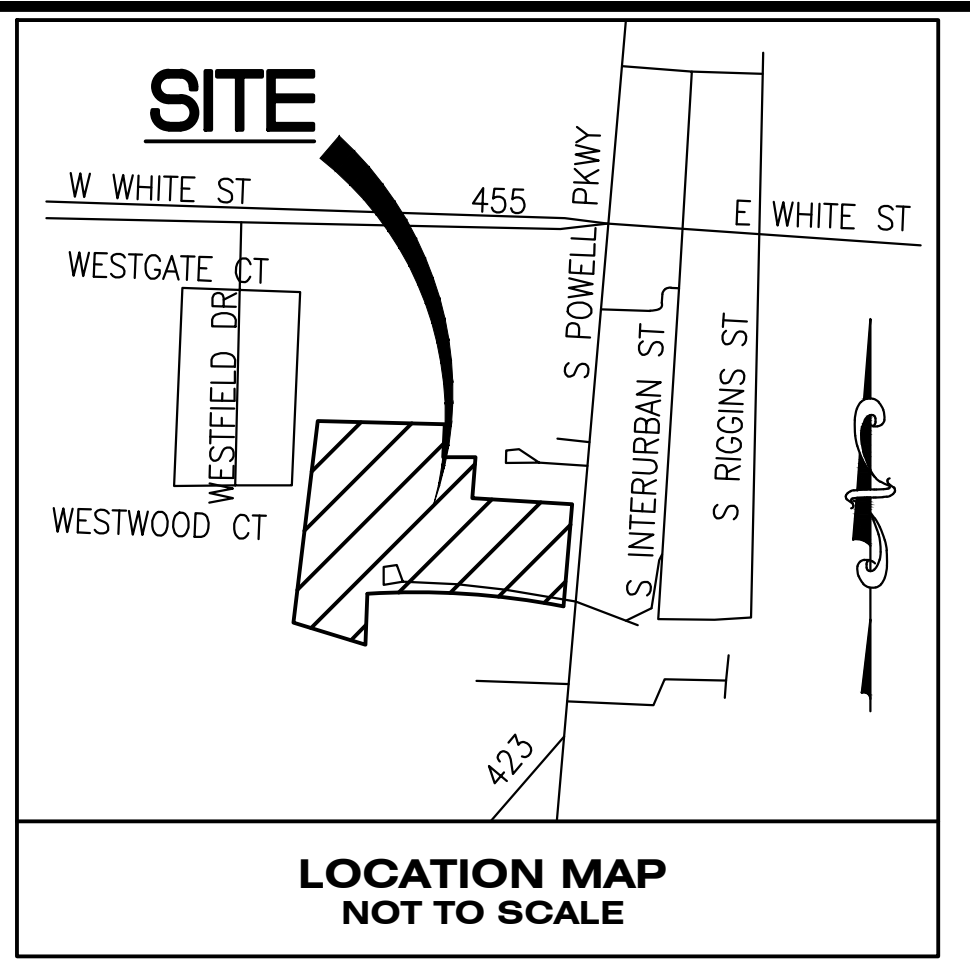 SITE
W WHITE ST
455
E WHITE ST
S POWELL PKWY
WESTGATE CT
WESTFIELD DR
S INTERURBAN ST
S RIGGINS ST
WESTWOOD CT
423
LOCATION MAP
NOT TO SCALE